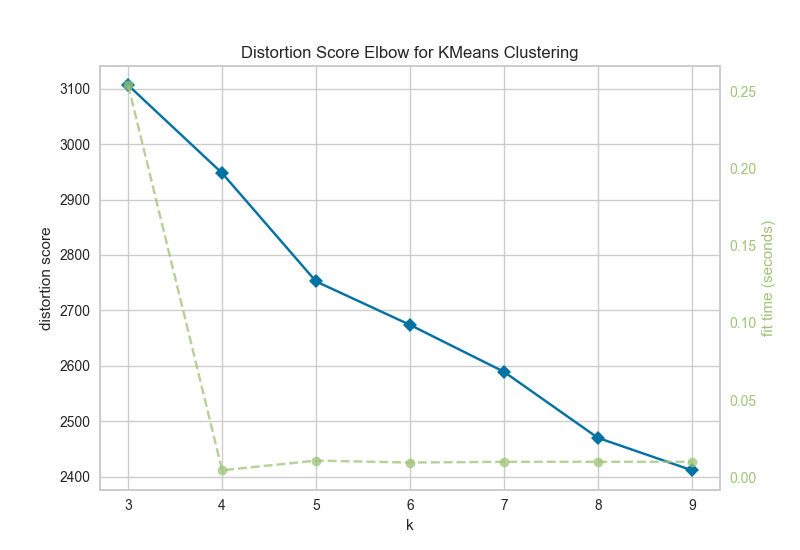 Distortion Score Elbow for KMeans Clustering
distortion score
3100
3000
2900
2800
2700
2600
2500
2400
0.25
0.20
0.15
0.10
0.05
0.00
fit time (seconds)
3 4 5 6 7 8 9
k